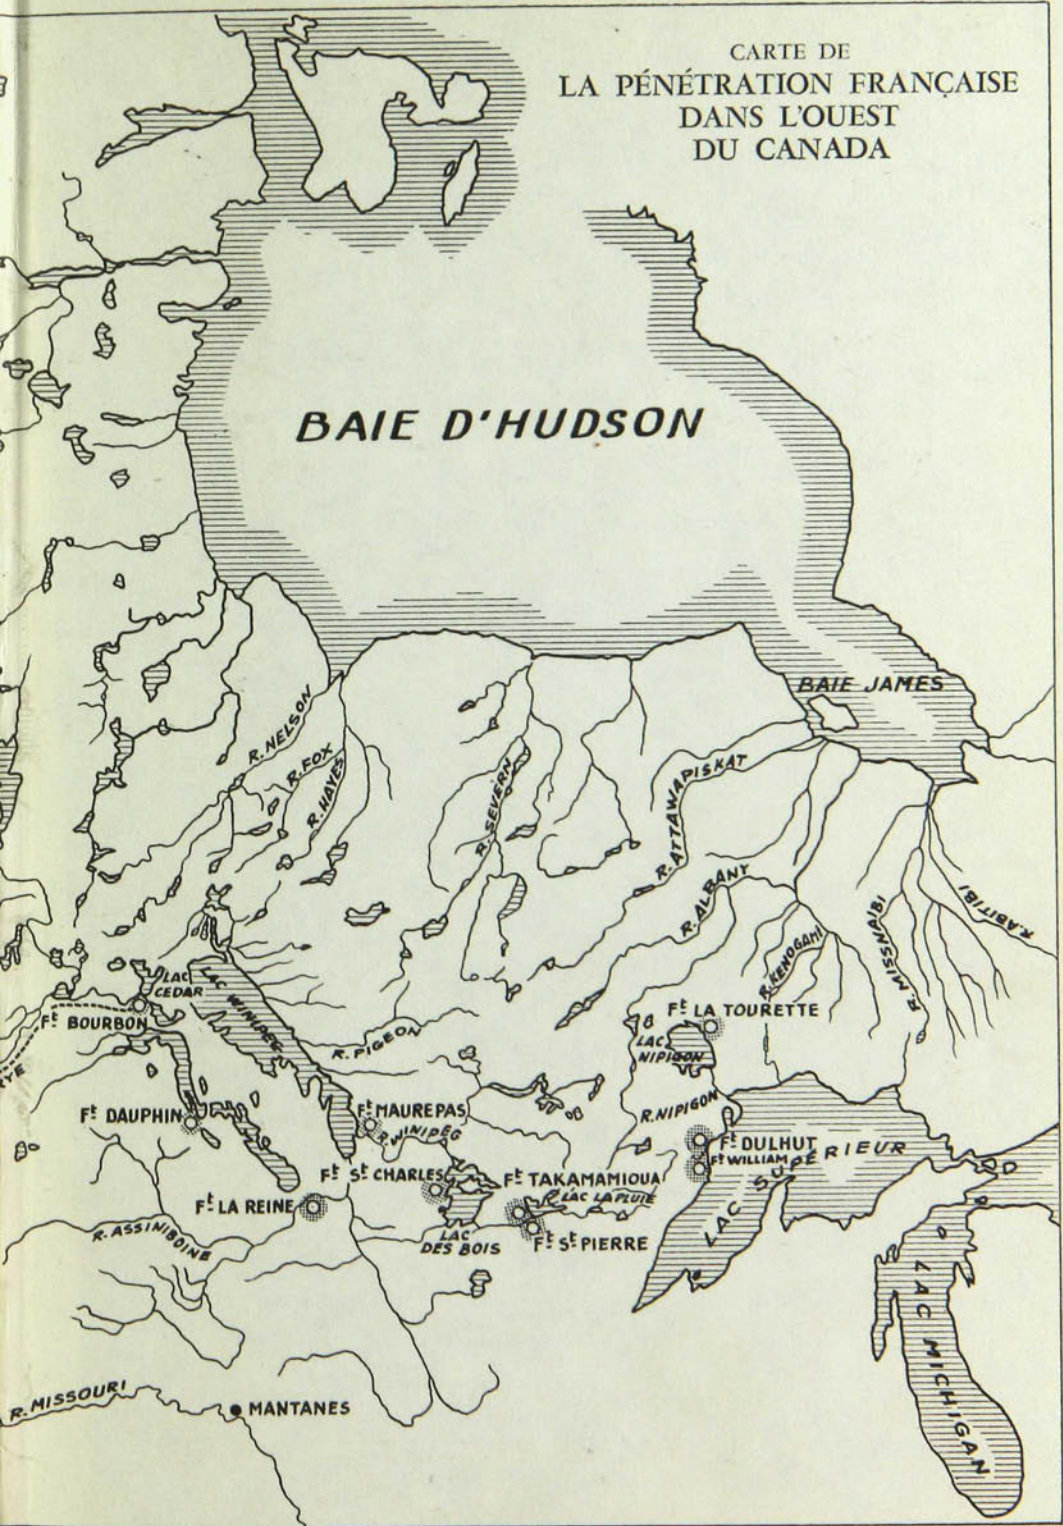 CARTE DE
LA PÉNÉTRATION FRANÇAISE
DANS L'OUEST
DU CANADA
BAIE D'HUDSON
BAIE JAMES
R. NELSON
R. FOX
R. HAYES
R. SEVERN
R. ATTAWAPISKAT
R. ALBANY
R. KENOGAMI
R. MISSNAIBI
R. ABITIBI
LAC
CEDAR
LAC WINIPEG
Ft BOURBON
RYE
R. PIGEON
Ft LA TOURETTE
LAC
NIPIGON
R. NIPIGON
Ft DAUPHIN
Ft MAUREPAS
R. WINIPEG
Ft DULHUT
Ft WILLIAM
LAC SUPÉRIEUR
Ft St CHARLES
Ft TAKAMAMIOUA
LAC LA PLUIE
Ft LA REINE
R. ASSINIBOINE
LAC
DES BOIS
Ft St PIERRE
LAC MICHIGAN
R. MISSOURI
MANTANES